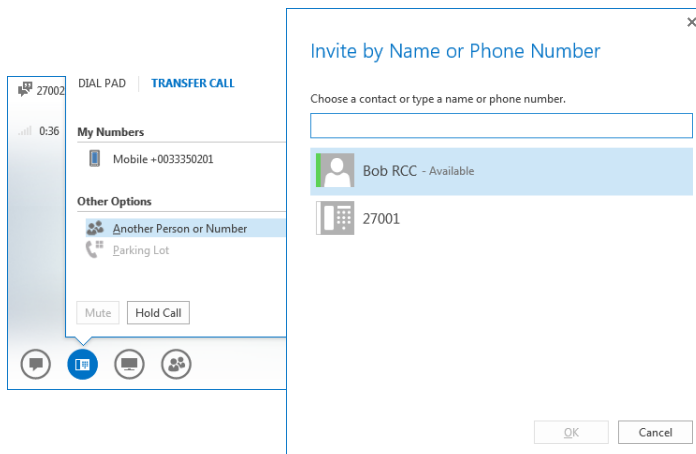 27002
0:36
DIAL PAD TRANSFER CALL
My Numbers
Mobile +0033350201
Other Options
Another Person or Number
Parking Lot
Mute Hold Call
Invite by Name or Phone Number
Choose a contact or type a name or phone number.
Bob RCC - Available
27001
OK Cancel